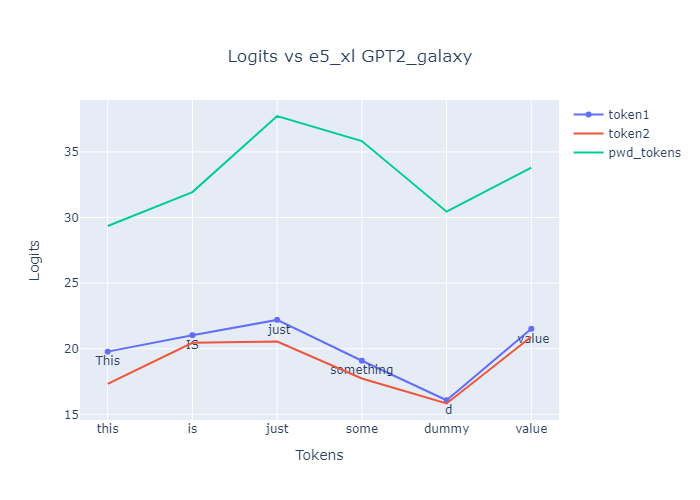 Logits vs e5_xl GPT2_galaxy
token1
token2
pwd_tokens
Logits
35
30
25
20
15
This
IS
just
something
d
value
this is just some dummy value
Tokens